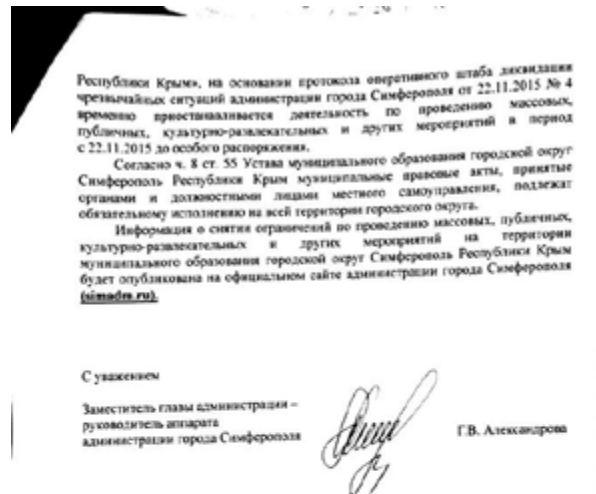 Республики Крым», на основании протокола оперативного штаба ликвидации
чрезвычайных ситуаций администрации города Симферополя от 22.11.2015 № 4
временно приостанавливается деятельность по проведению массовых,
публичных, культурно-развлекательных и других мероприятий в период
с 22.11.2015 до особого распоряжения.
Согласно ч. 8 ст. 55 Устава муниципального образования городской округ
Симферополь Республики Крым муниципальные правовые акты, принятые
органами и должностными лицами местного самоуправления, подлежат
обязательному исполнению на всей территории городского округа.
Информация о снятии ограничений по проведению массовых, публичных,
культурно-развлекательных и других мероприятий на территории
муниципального образования городской округ Симферополь Республики Крым
будет опубликована на официальном сайте администрации города Симферополя
(simadm.ru).
С уважением
Заместитель главы администрации –
руководитель аппарата
администрации города Симферополя
Г.В. Александрова